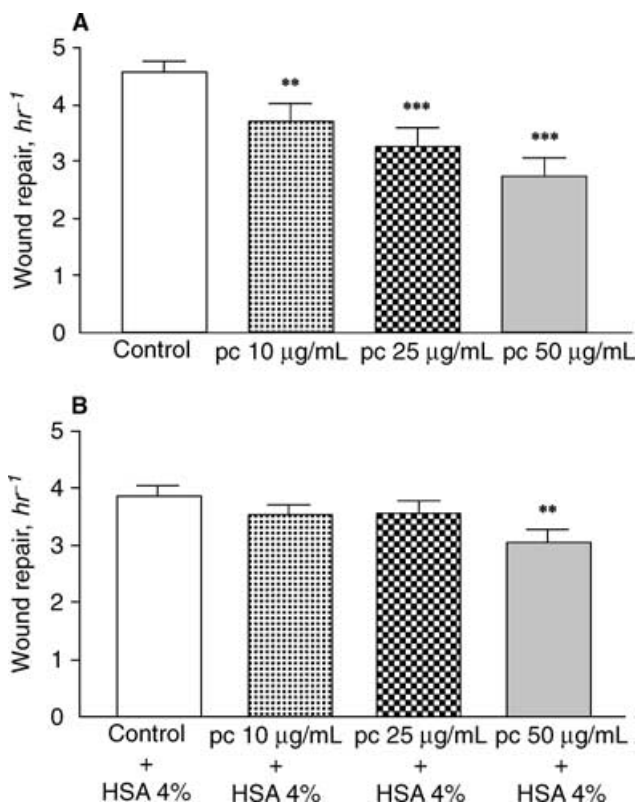 A
5
**
***
***
4
3
2
1
0
Wound repair, hr⁻¹
Control pc 10 μg/mL pc 25 μg/mL pc 50 μg/mL
B
5
4
**
3
2
1
0
Wound repair, hr⁻¹
Control pc 10 μg/mL pc 25 μg/mL pc 50 μg/mL
+ + + +
HSA 4% HSA 4% HSA 4% HSA 4%